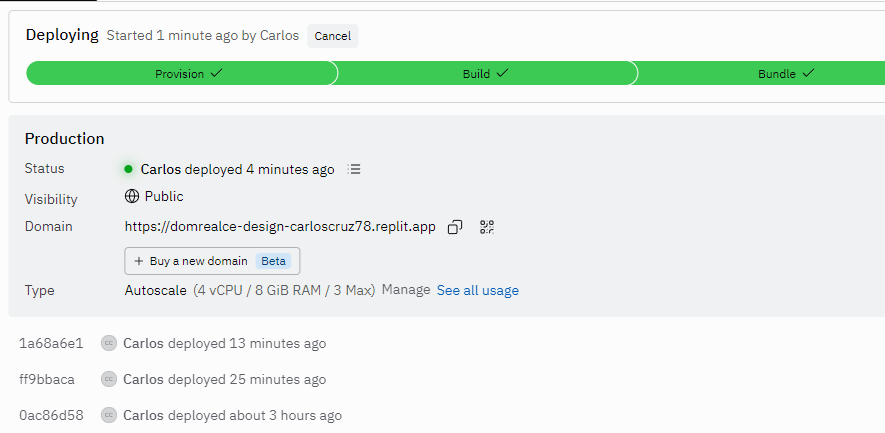 Deploying Started 1 minute ago by Carlos Cancel
Provision ✓ Build ✓ Bundle ✓
Production
Status Carlos deployed 4 minutes ago
Visibility Public
Domain https://domrealce-design-carloscruz78.replit.app
+ Buy a new domain Beta
Type Autoscale (4 vCPU / 8 GiB RAM / 3 Max) Manage See all usage
1a68a6e1 CC Carlos deployed 13 minutes ago
ff9bbaca CC Carlos deployed 25 minutes ago
0ac86d58 CC Carlos deployed about 3 hours ago